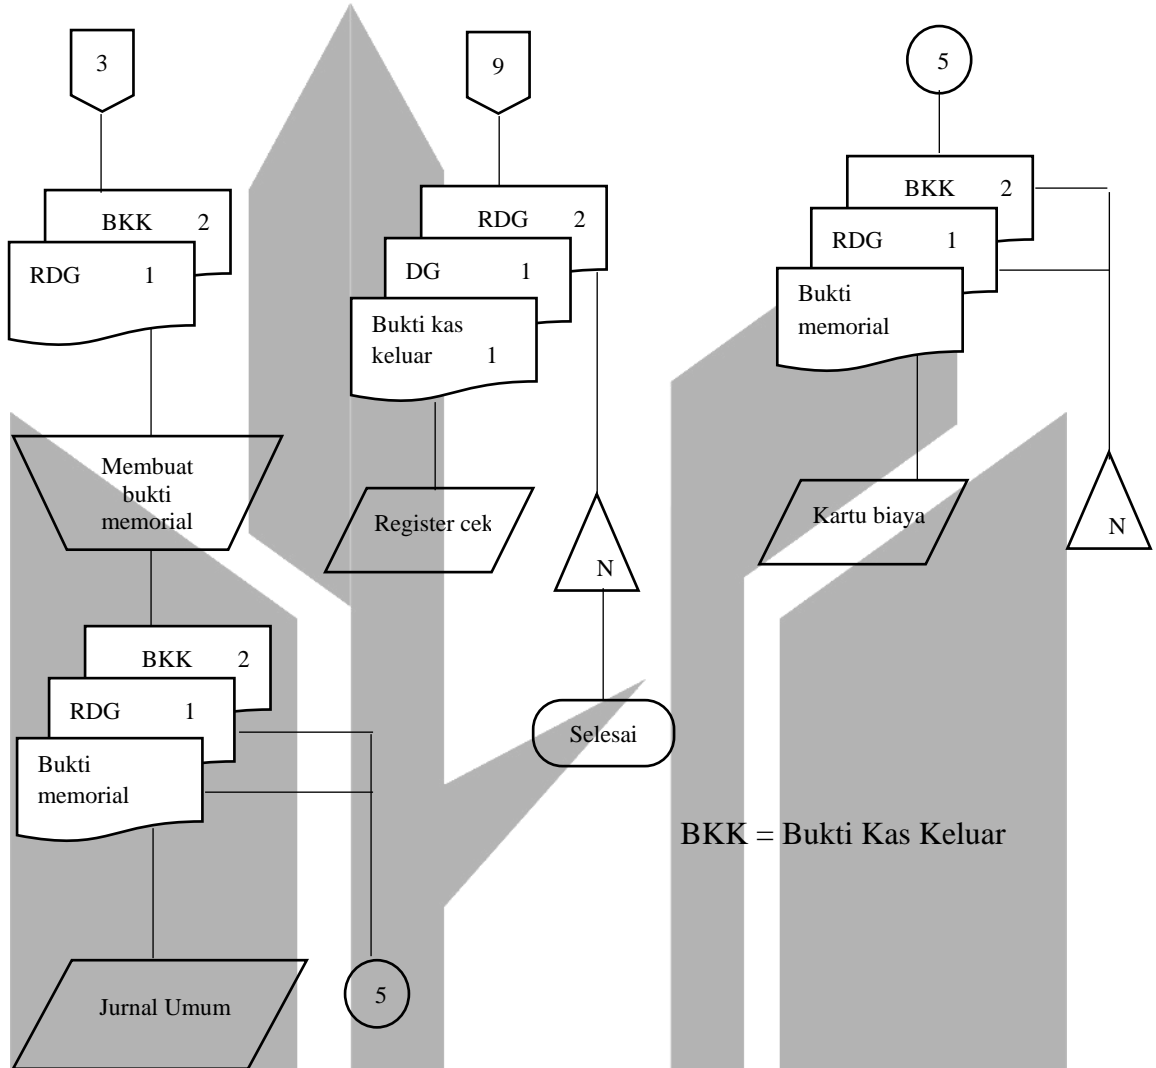 3
BKK 2
RDG 1
Membuat
bukti
memorial
BKK 2
RDG 1
Bukti
memorial
Jurnal Umum
5
9
RDG 2
DG 1
Bukti kas
keluar 1
Register cek
N
Selesai
5
BKK 2
RDG 1
Bukti
memorial
Kartu biaya
N
BKK = Bukti Kas Keluar